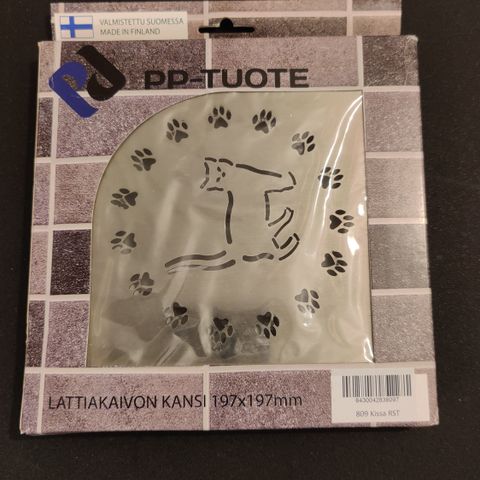 VALMISTETTU SUOMESSA
MADE IN FINLAND
PP-TUOTE
LATTIAKAIVON KANSI 197x197mm
809 Kissa RST